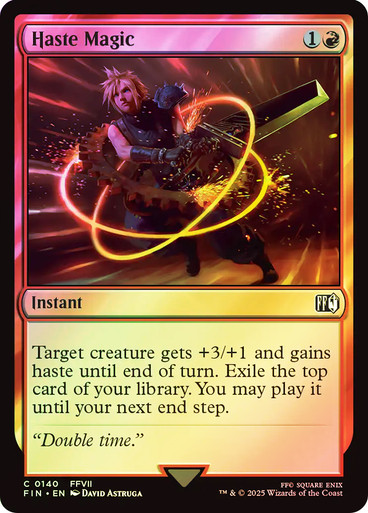 Haste Magic 1
Instant FF
Target creature gets +3/+1 and gains
haste until end of turn. Exile the top
card of your library. You may play it
until your next end step.
“Double time.”
C 0140 FFVII FF© SQUARE ENIX
FIN • EN DAVID ASTRUGA ™ & © 2025 Wizards of the Coast